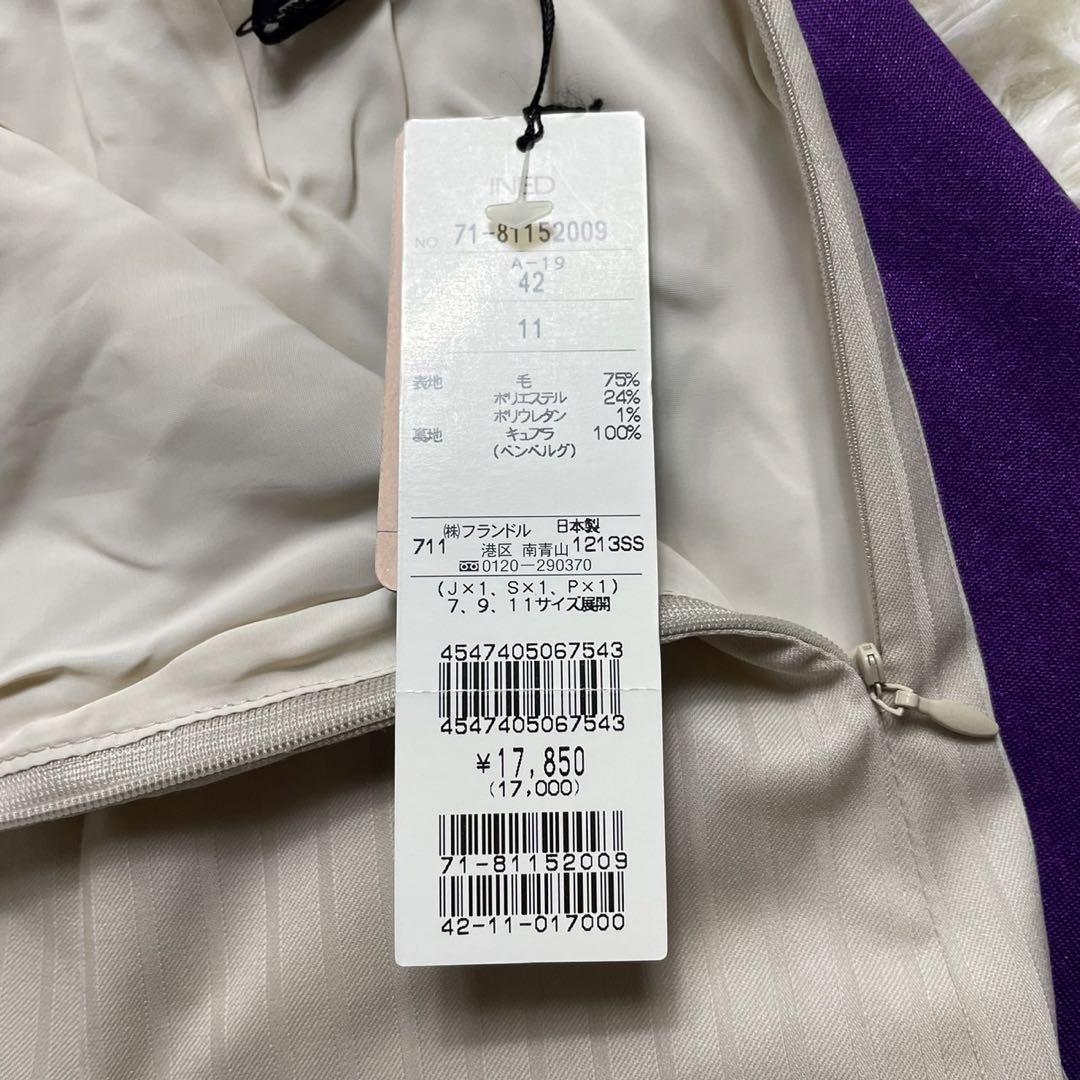 INED
NO 71-81152009
A-19
42
11
表地 毛 75%
ポリエステル 24%
ポリウレタン 1%
裏地 キュプラ 100%
(ベンベルグ)
㈱フランドル 日本製
711 港区 南青山 1213SS
0120-290370
(J×1、S×1、P×1)
7、9、11サイズ展開
4547405067543
4547405067543
¥17,850
(17,000)
71-81152009
42-11-017000